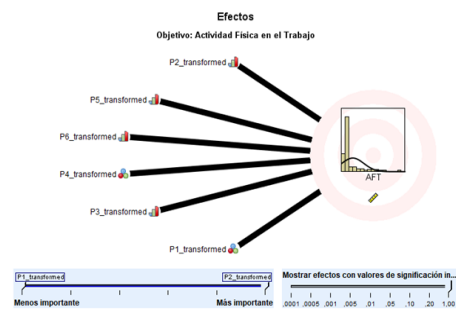 Efectos
Objetivo: Actividad Física en el Trabajo
P2_transformed
P5_transformed
P6_transformed
P4_transformed
P3_transformed
P1_transformed
AFT
P1_transformed
P2_transformed
Menos importante
Más importante
Mostrar efectos con valores de significación in...
,0001 ,0005 ,001 ,005 ,01 ,05 ,10 ,20 1,00